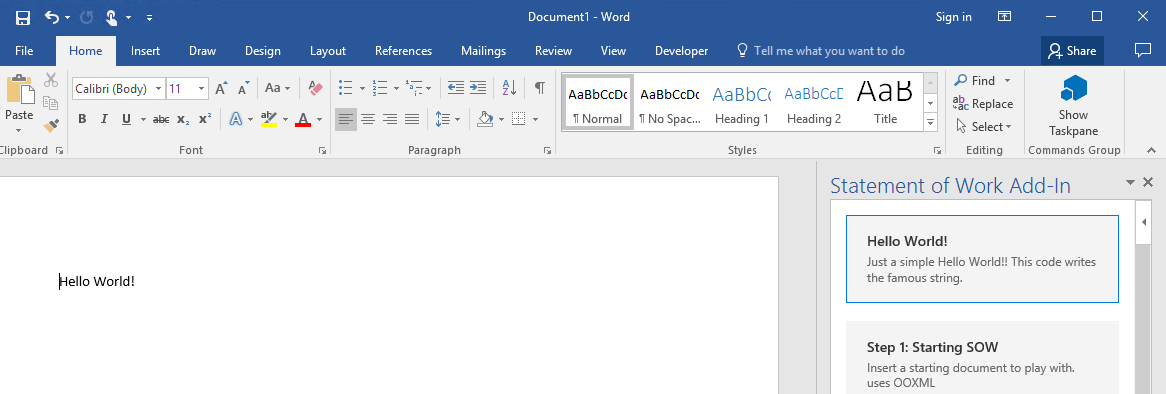 Document1 - Word
Sign in
File Home Insert Draw Design Layout References Mailings Review View Developer Tell me what you want to do Share
Calibri (Body) 11 Aa
Find
Paste
B I U abc x₂ x² A ab A
AaBbCcDc AaBbCcDc AaBbC( AaBbCcD AaB
¶ Normal ¶ No Spac... Heading 1 Heading 2 Title
Replace
Select
Show
Taskpane
Clipboard Font Paragraph Styles Editing Commands Group
Statement of Work Add-In
Hello World!
Hello World!
Just a simple Hello World!! This code writes
the famous string.
Step 1: Starting SOW
Insert a starting document to play with.
uses OOXML